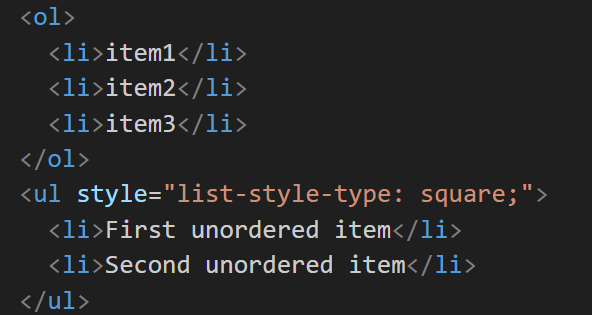 <ol>
<li>item1</li>
<li>item2</li>
<li>item3</li>
</ol>
<ul style="list-style-type: square;">
<li>First unordered item</li>
<li>Second unordered item</li>
</ul>